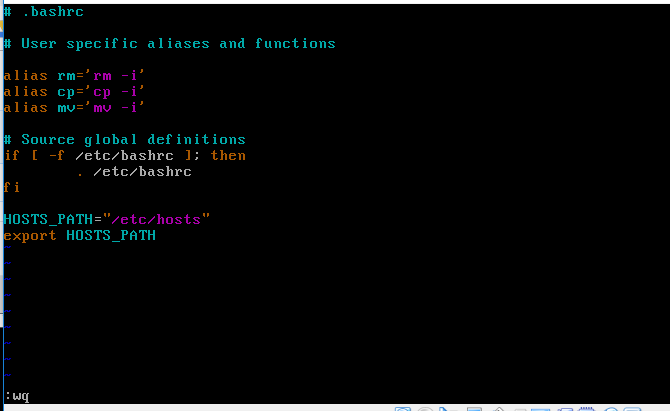 # .bashrc
# User specific aliases and functions
alias rm='rm -i'
alias cp='cp -i'
alias mv='mv -i'
# Source global definitions
if [ -f /etc/bashrc ]; then
        . /etc/bashrc
fi
HOSTS_PATH="/etc/hosts"
export HOSTS_PATH
~
~
~
~
~
~
~
~
~
:wq